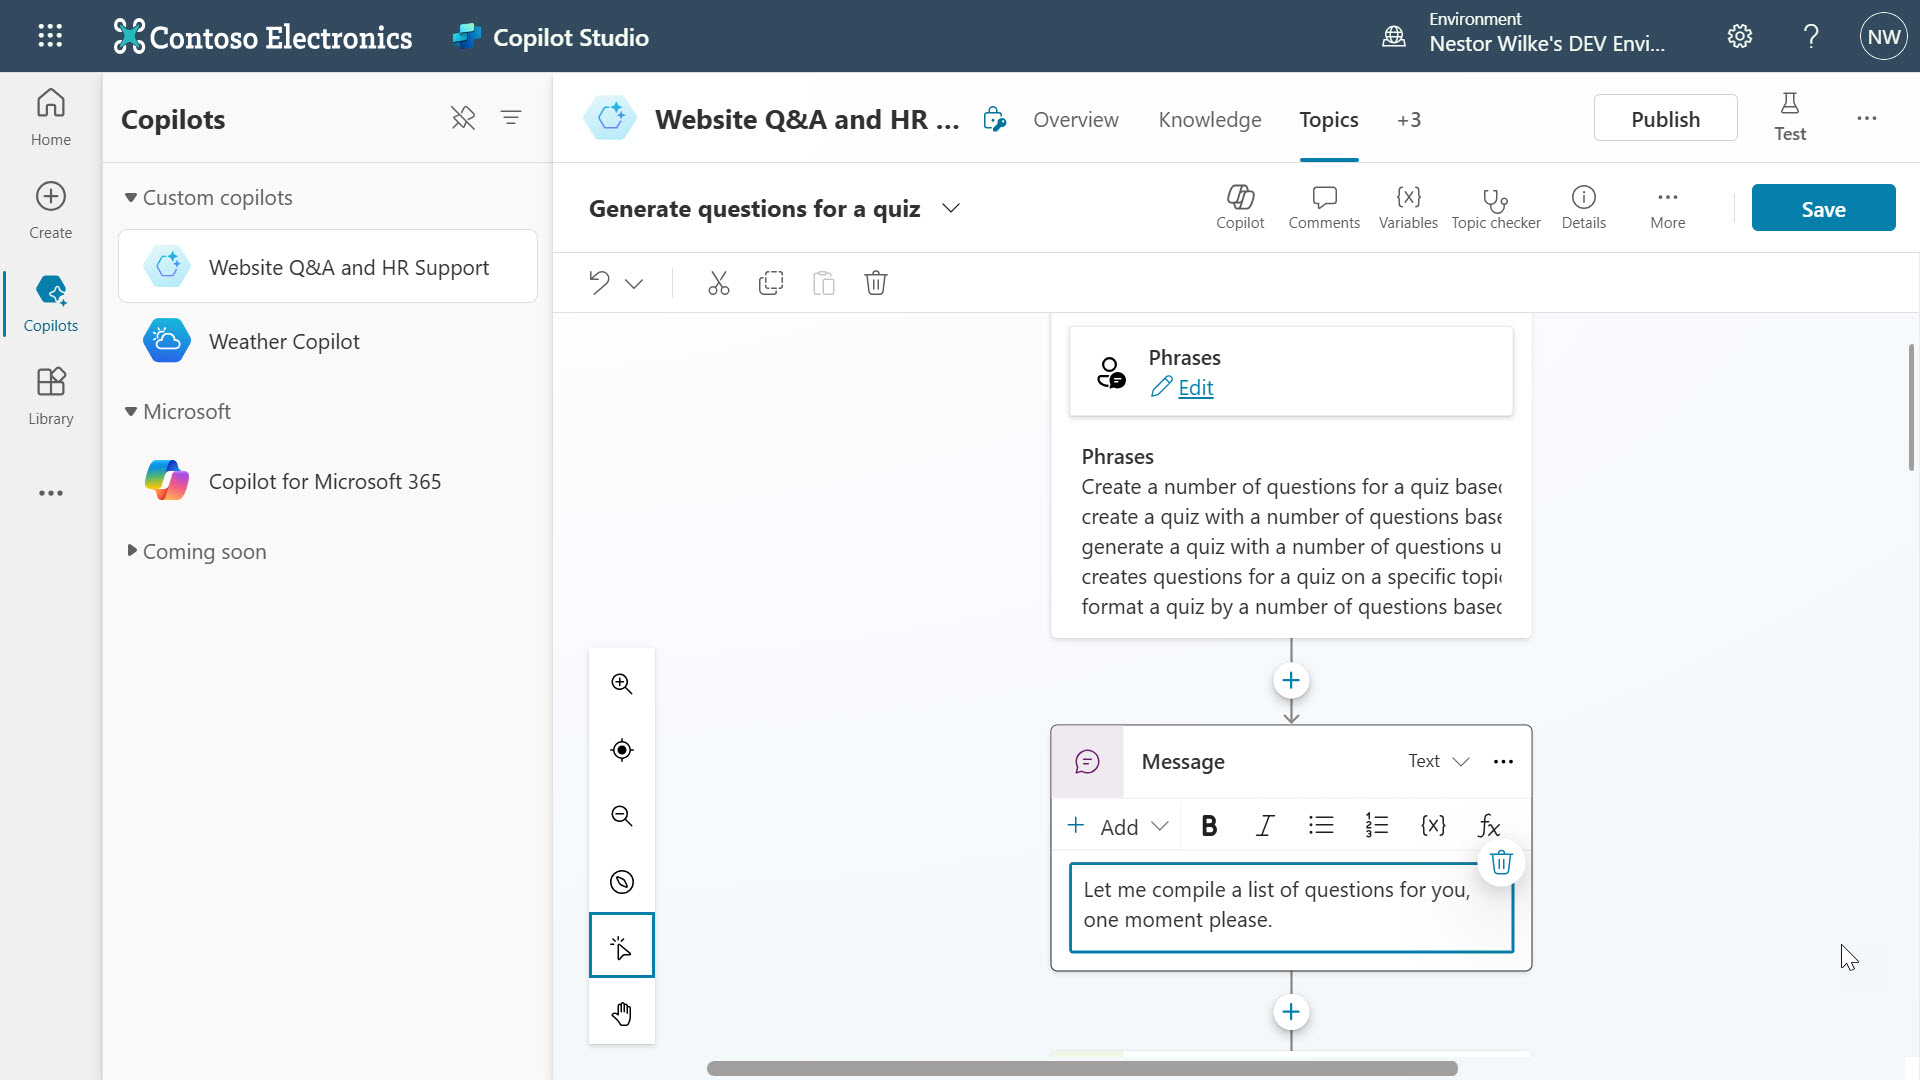 Contoso Electronics
Copilot Studio
Environment
Nestor Wilke's DEV Envi...
NW
Home
Create
Copilots
Library
Copilots
Custom copilots
Website Q&A and HR Support
Weather Copilot
Microsoft
Copilot for Microsoft 365
Coming soon
Website Q&A and HR ...
Overview
Knowledge
Topics
+3
Publish
Test
Generate questions for a quiz
Copilot
Comments
Variables
Topic checker
Details
More
Save
Phrases
Edit
Phrases
Create a number of questions for a quiz based
create a quiz with a number of questions base
generate a quiz with a number of questions u
creates questions for a quiz on a specific topi
format a quiz by a number of questions based
Message
Text
Add
B
I
{x}
fx
Let me compile a list of questions for you,
one moment please.